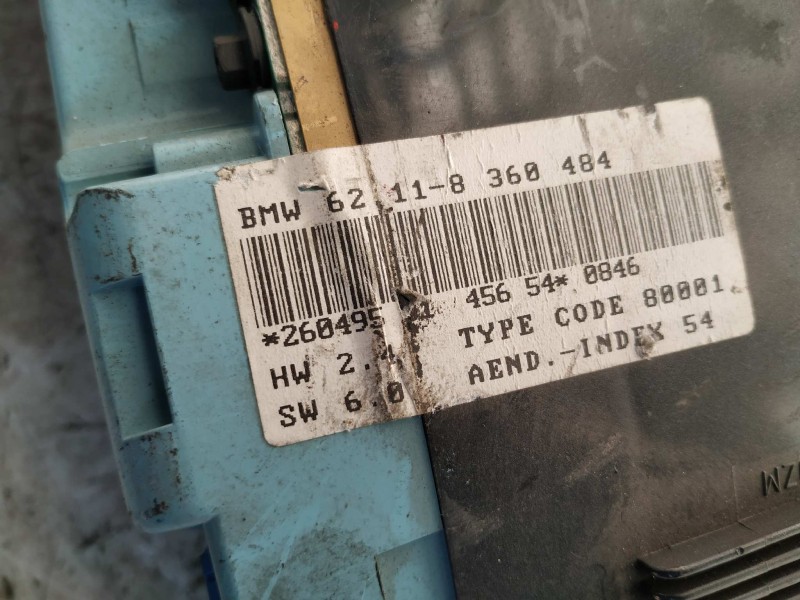 BMW 62 11-8 360 484
*260495 456 54* 0846
HW 2.4 TYPE CODE 80001
SW 6.0 AEND.-INDEX 54